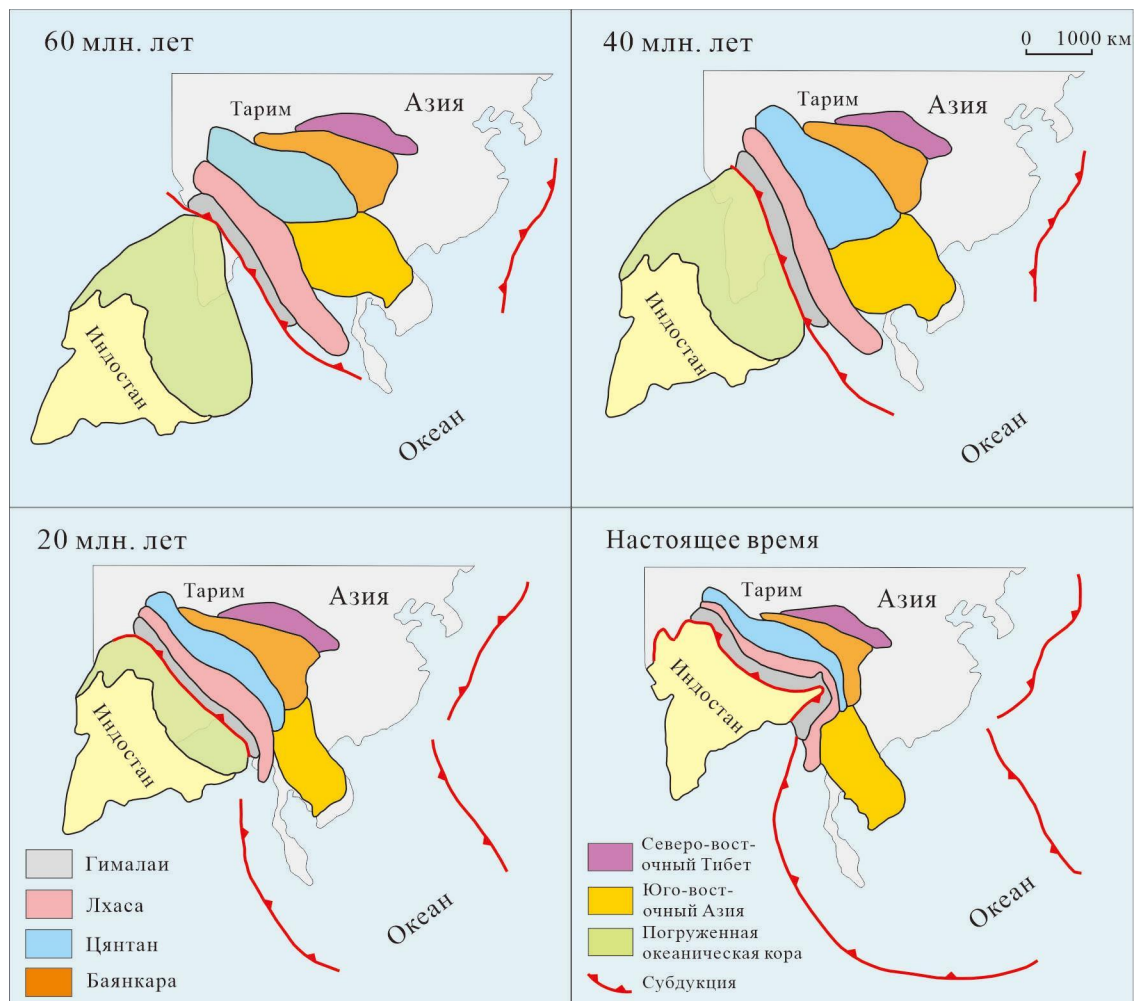 60 млн. лет
Тарим
Азия
Индостан
Океан
40 млн. лет
0 1000 км
Тарим
Азия
Индостан
Океан
20 млн. лет
Тарим
Азия
Индостан
Океан
Гималаи
Лхаса
Цянтан
Баянкара
Настоящее время
Тарим
Азия
Индостан
Океан
Северо-вост-
очный Тибет
Юго-вост-
очный Азия
Погруженная
океаническая кора
Субдукция